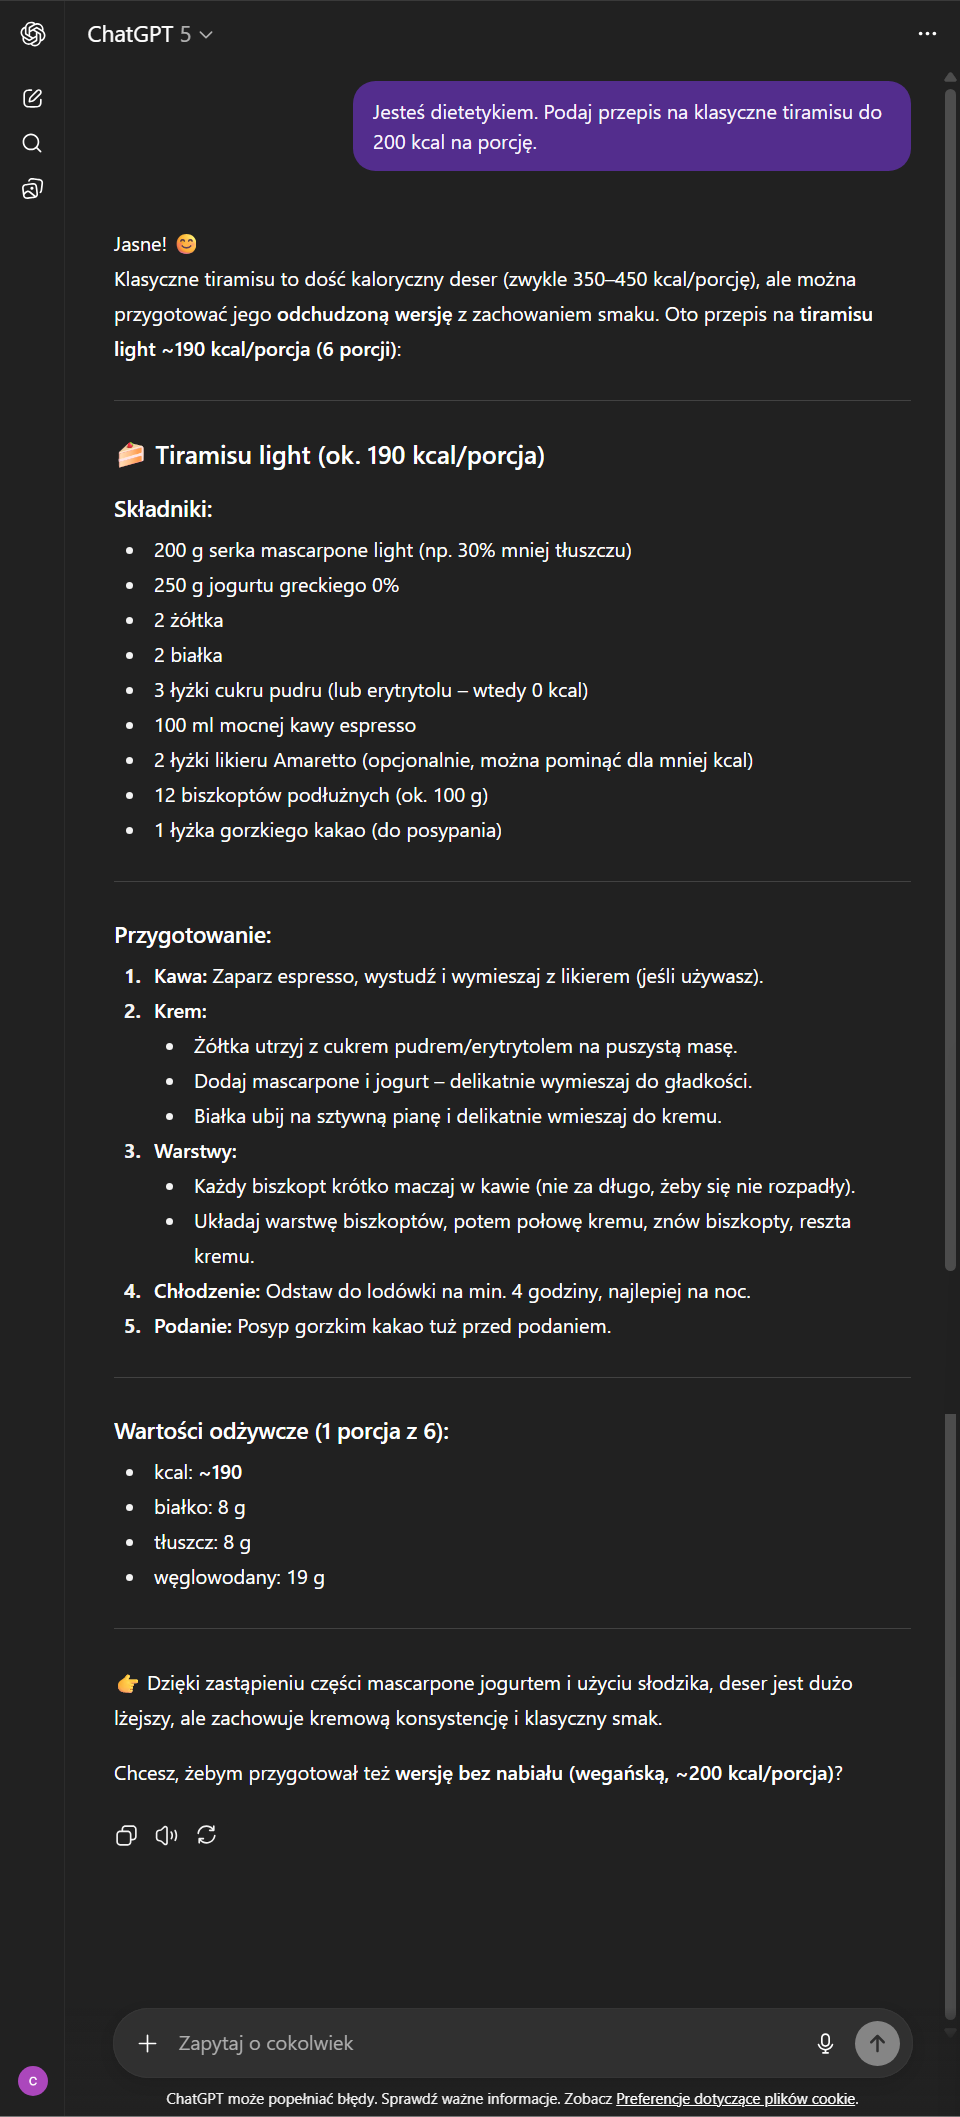 ChatGPT 5
Jesteś dietetykiem. Podaj przepis na klasyczne tiramisu do
200 kcal na porcję.
Jasne! 😊
Klasyczne tiramisu to dość kaloryczny deser (zwykle 350–450 kcal/porcję), ale można
przygotować jego odchudzoną wersję z zachowaniem smaku. Oto przepis na tiramisu
light ~190 kcal/porcja (6 porcji):
🍰 Tiramisu light (ok. 190 kcal/porcja)
Składniki:
• 200 g serka mascarpone light (np. 30% mniej tłuszczu)
• 250 g jogurtu greckiego 0%
• 2 żółtka
• 2 białka
• 3 łyżki cukru pudru (lub erytrytolu – wtedy 0 kcal)
• 100 ml mocnej kawy espresso
• 2 łyżki likieru Amaretto (opcjonalnie, można pominąć dla mniej kcal)
• 12 biszkoptów podłużnych (ok. 100 g)
• 1 łyżka gorzkiego kakao (do posypania)
Przygotowanie:
1. Kawa: Zaparz espresso, wystudź i wymieszaj z likierem (jeśli używasz).
2. Krem:
• Żółtka utrzyj z cukrem pudrem/erytrytolem na puszystą masę.
• Dodaj mascarpone i jogurt – delikatnie wymieszaj do gładkości.
• Białka ubij na sztywną pianę i delikatnie wmieszaj do kremu.
3. Warstwy:
• Każdy biszkopt krótko maczaj w kawie (nie za długo, żeby się nie rozpadły).
• Układaj warstwę biszkoptów, potem połowę kremu, znów biszkopty, reszta
kremu.
4. Chłodzenie: Odstaw do lodówki na min. 4 godziny, najlepiej na noc.
5. Podanie: Posyp gorzkim kakao tuż przed podaniem.
Wartości odżywcze (1 porcja z 6):
• kcal: ~190
• białko: 8 g
• tłuszcz: 8 g
• węglowodany: 19 g
👉 Dzięki zastąpieniu części mascarpone jogurtem i użyciu słodzika, deser jest dużo
lżejszy, ale zachowuje kremową konsystencję i klasyczny smak.
Chcesz, żebym przygotował też wersję bez nabiału (wegańską, ~200 kcal/porcja)?
Zapytaj o cokolwiek
C
ChatGPT może popełniać błędy. Sprawdź ważne informacje. Zobacz Preferencje dotyczące plików cookie.